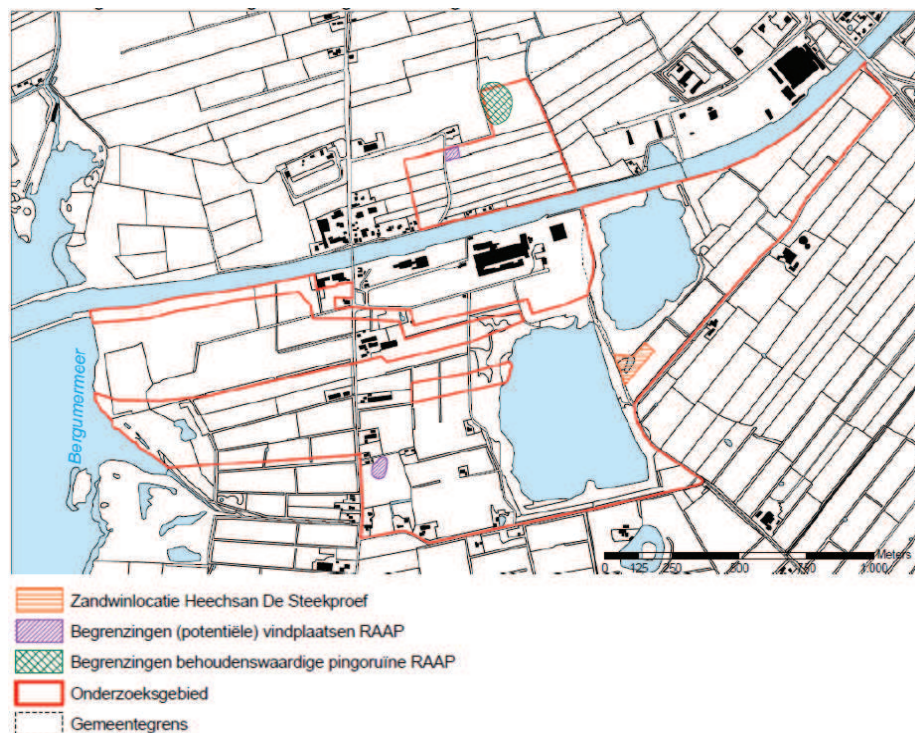 Bergumermeer
Meters
0 125 250 500 750 1.000
Zandwinlocatie Heechsan De Steekproef
Begrenzingen (potentiële) vindplaatsen RAAP
Begrenzingen behoudenswaardige pingoruïne RAAP
Onderzoeksgebied
Gemeentegrens